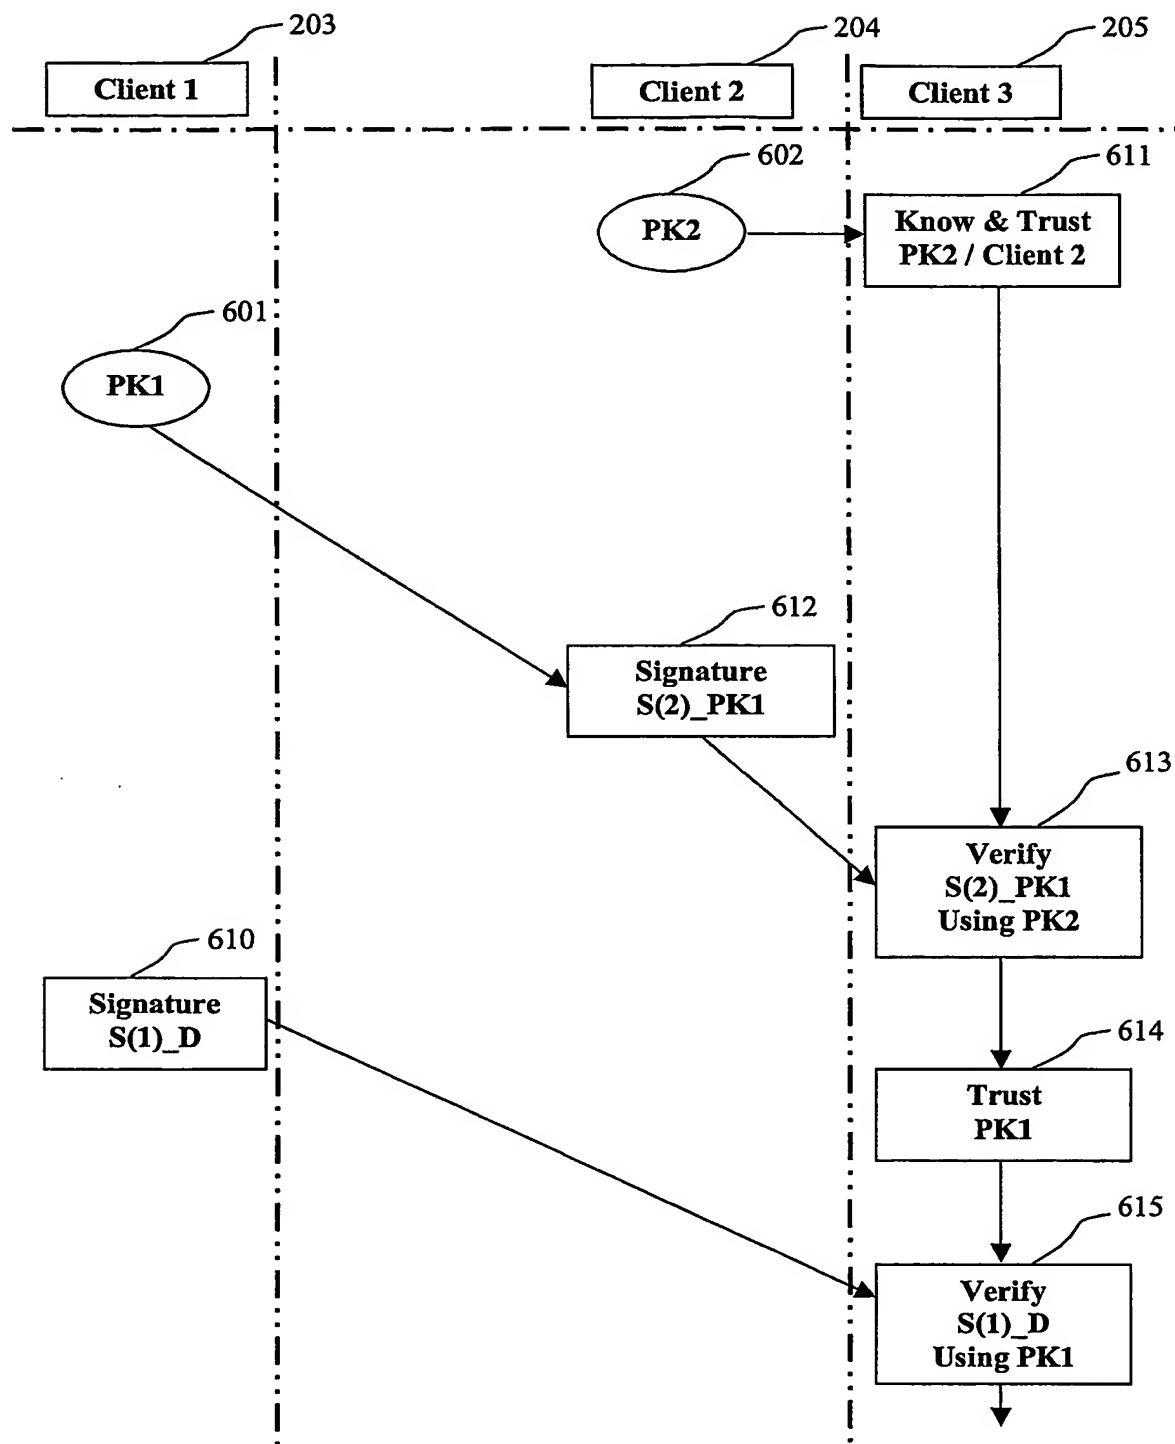 203
204
205
Client 1
Client 2
Client 3
602
611
PK2
Know & Trust
PK2 / Client 2
601
PK1
612
Signature
S(2)_PK1
613
Verify
S(2)_PK1
Using PK2
610
Signature
S(1)_D
614
Trust
PK1
615
Verify
S(1)_D
Using PK1